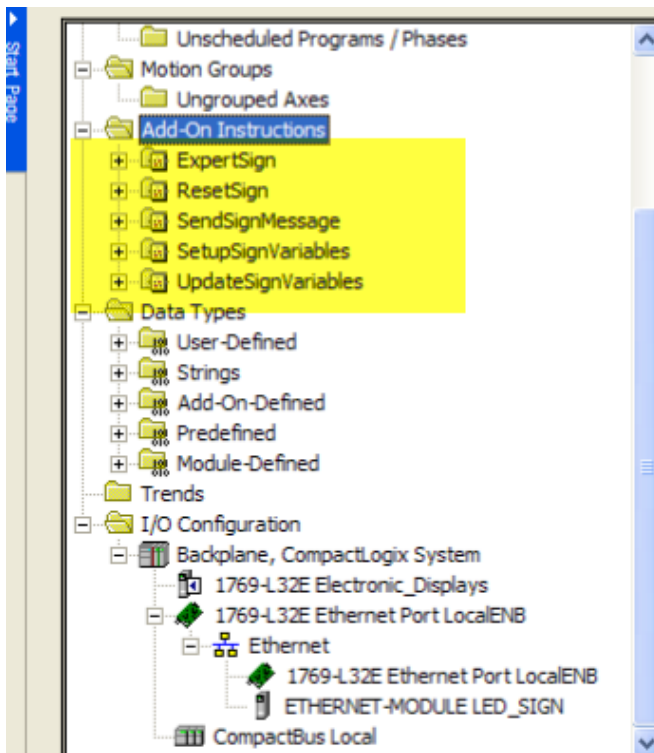 Start Page
Unscheduled Programs / Phases
Motion Groups
Ungrouped Axes
Add-On Instructions
ExpertSign
ResetSign
SendSignMessage
SetupSignVariables
UpdateSignVariables
Data Types
User-Defined
Strings
Add-On-Defined
Predefined
Module-Defined
Trends
I/O Configuration
Backplane, CompactLogix System
1769-L32E Electronic_Displays
1769-L32E Ethernet Port LocalENB
Ethernet
1769-L32E Ethernet Port LocalENB
ETHERNET-MODULE LED_SIGN
CompactBus Local